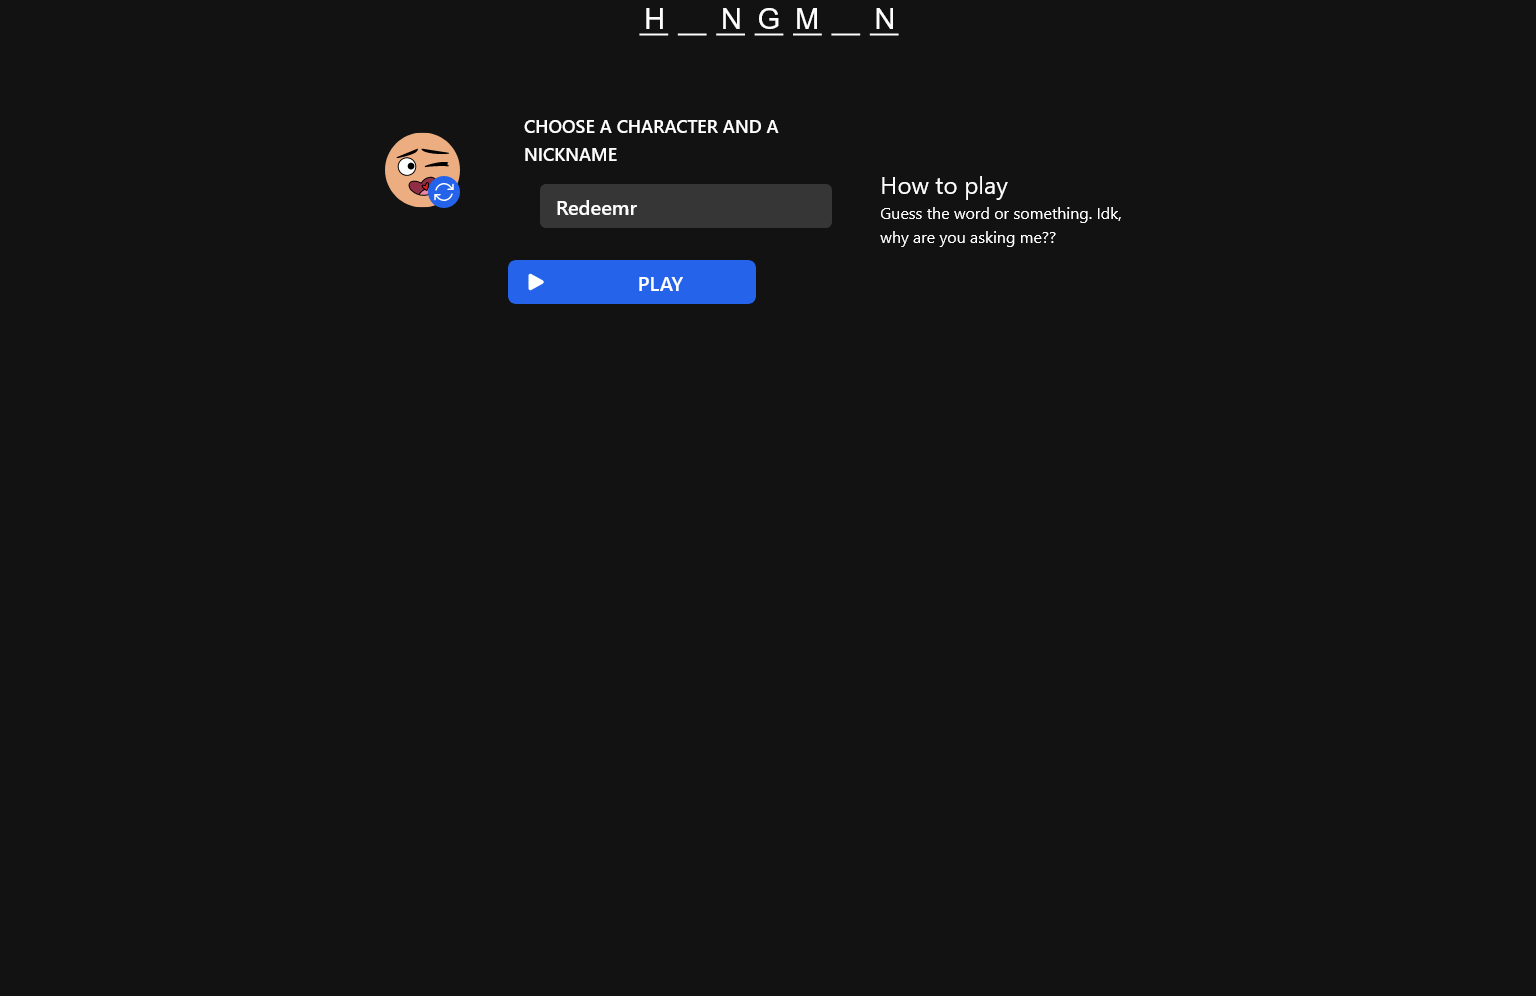 H _ N G M _ N
CHOOSE A CHARACTER AND A
NICKNAME
Redeemr
PLAY
How to play
Guess the word or something. Idk,
why are you asking me??